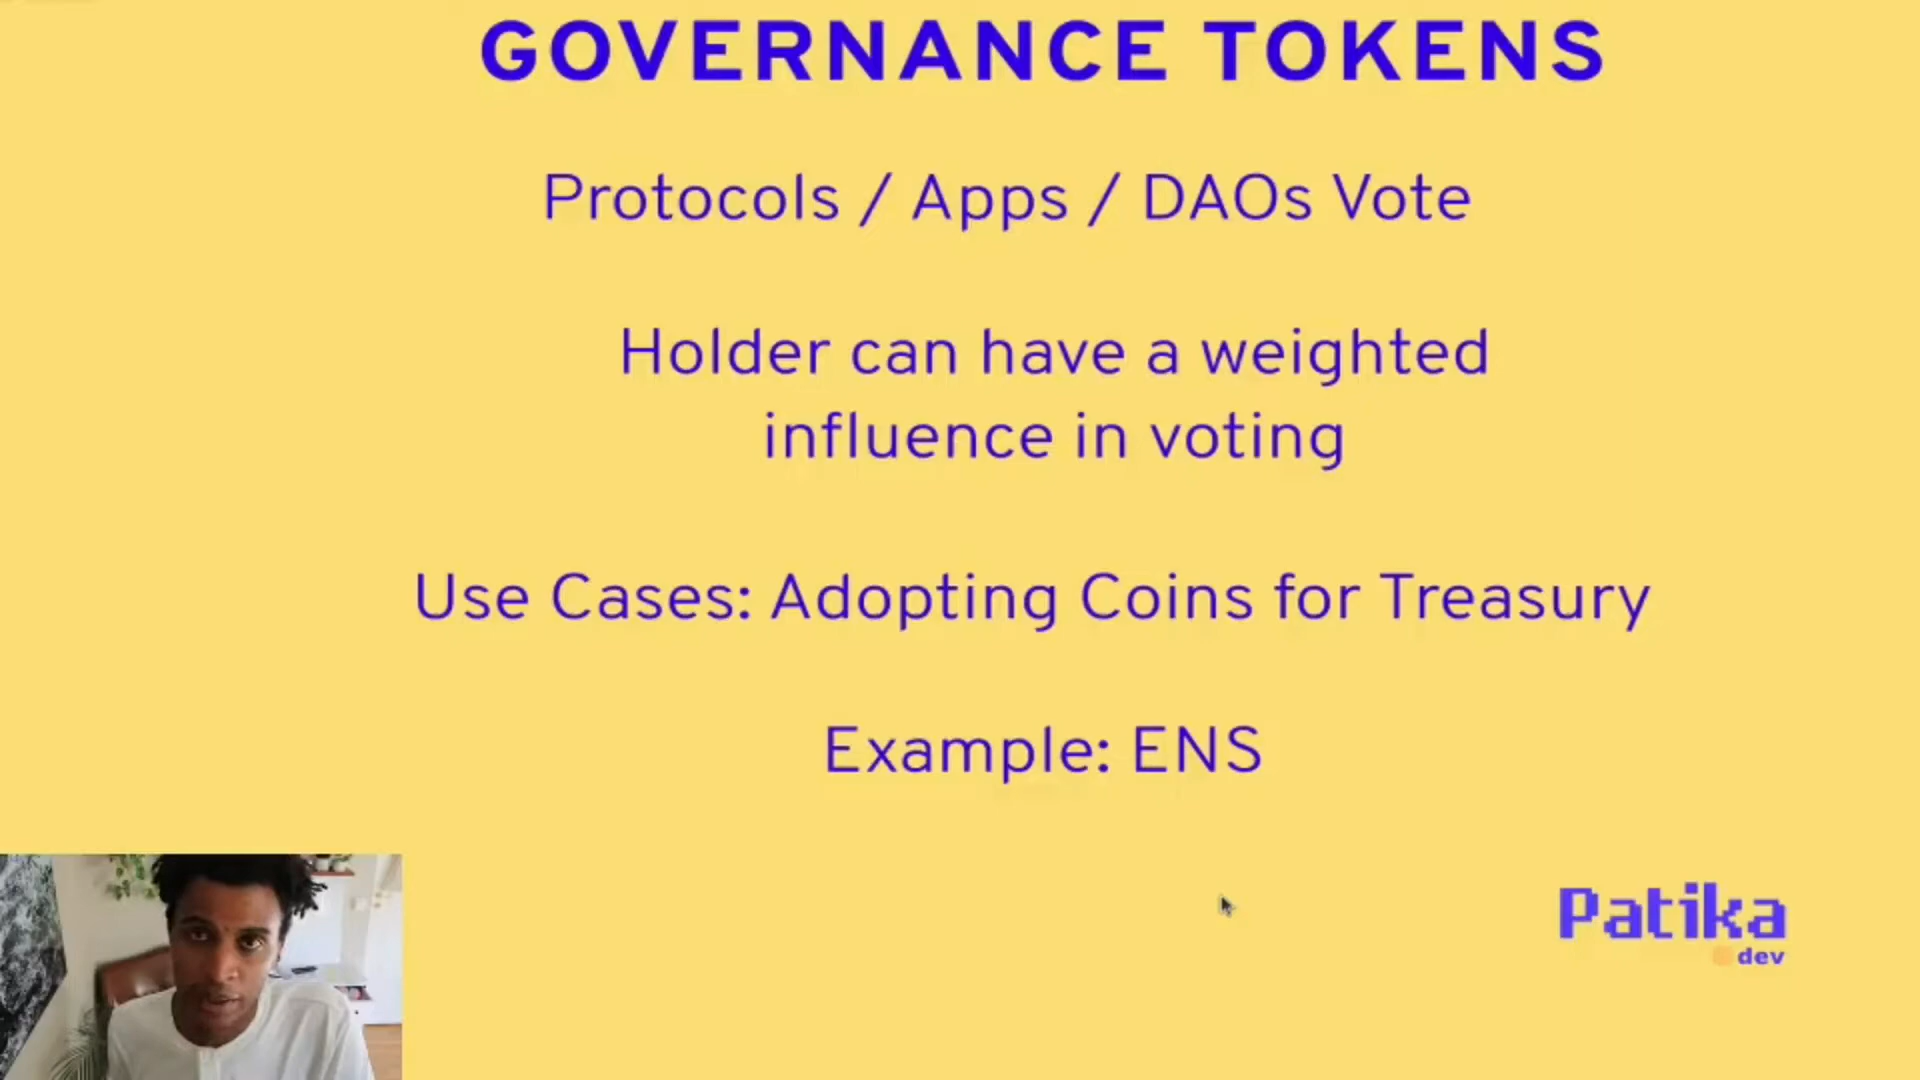 GOVERNANCE TOKENS
Protocols / Apps / DAOs Vote
Holder can have a weighted
influence in voting
Use Cases: Adopting Coins for Treasury
Example: ENS
Patika
dev